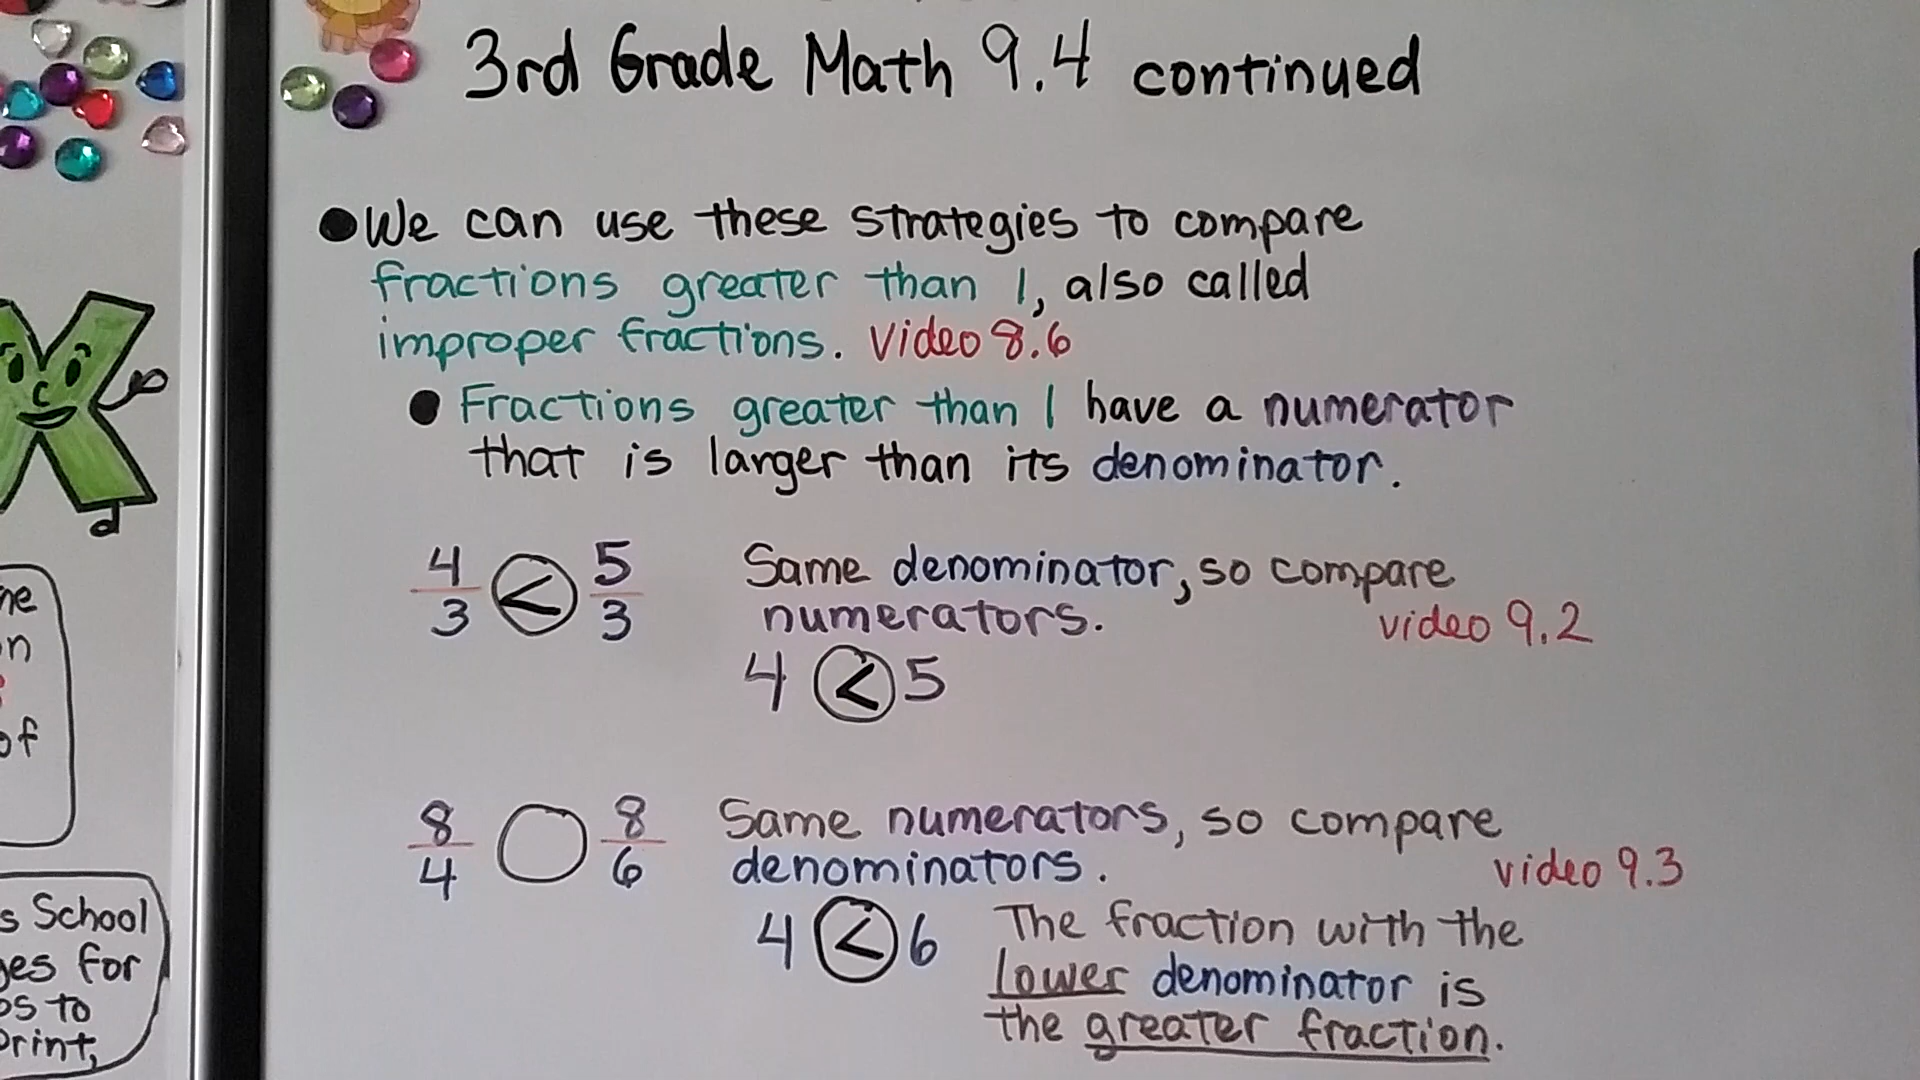 3rd Grade Math 9.4 continued
We can use these strategies to compare
fractions greater than 1, also called
improper fractions. Video 8.6
Fractions greater than 1 have a numerator
that is larger than its denominator.
4/3 < 5/3 Same denominator, so compare
numerators. video 9.2
4 < 5
8/4 ○ 8/6 Same numerators, so compare
denominators. video 9.3
4 < 6 The fraction with the
lower denominator is
the greater fraction.
of
School
for
to
print,